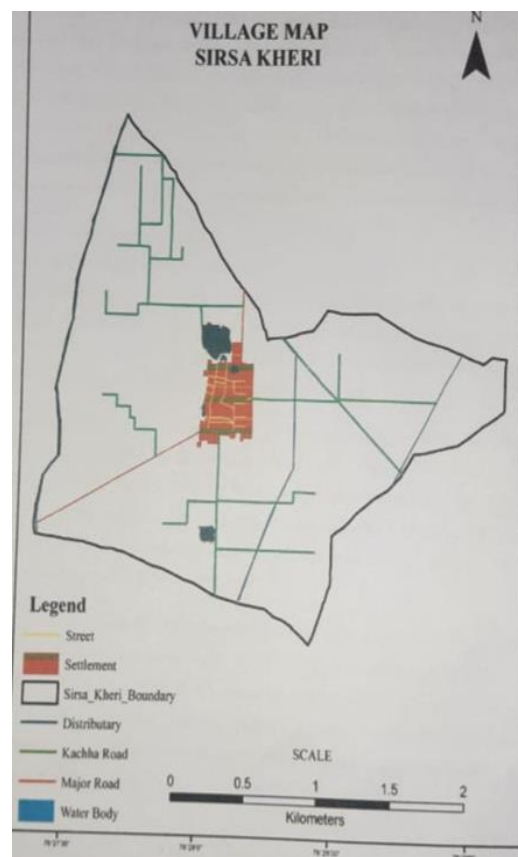 N
VILLAGE MAP
SIRSA KHERI
Legend
Street
Settlement
Sirsa_Kheri_Boundary
Distributary
Kachha Road
Major Road
Water Body
SCALE
0 0.5 1 1.5 2
Kilometers